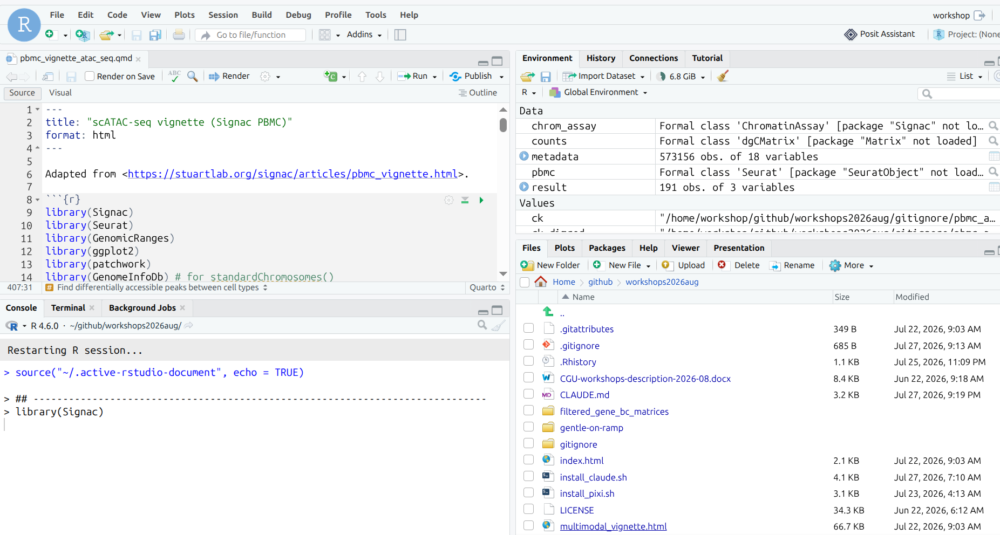 R
File Edit Code View Plots Session Build Debug Profile Tools Help
workshop
Go to file/function
Addins
Posit Assistant
Project: (None
pbmc_vignette_atac_seq.qmd
Render on Save
ABC
Render
Run
Publish
Source
Visual
Outline
1 ---
2 title: "scATAC-seq vignette (Signac PBMC)"
3 format: html
4 ---
5
6 Adapted from <https://stuartlab.org/signac/articles/pbmc_vignette.html>.
7
8 ```{r}
9 library(Signac)
10 library(Seurat)
11 library(GenomicRanges)
12 library(ggplot2)
13 library(patchwork)
14 library(GenomeInfoDb) # for standardChromosomes()
407:31
# Find differentially accessible peaks between cell types
Quarto
Console Terminal Background Jobs
R R 4.6.0 · ~/github/workshops2026aug/
Restarting R session...
> source("~/.active-rstudio-document", echo = TRUE)
> ## -----------------------------------------------------------------------------
> library(Signac)
Environment History Connections Tutorial
Import Dataset
6.8 GiB
List
R
Global Environment
Data
chrom_assay Formal class 'ChromatinAssay' [package "Signac" not lo…
counts Formal class 'dgCMatrix' [package "Matrix" not loaded]
metadata 573156 obs. of 18 variables
pbmc Formal class 'Seurat' [package "SeuratObject" not load…
result 191 obs. of 3 variables
Values
ck "/home/workshop/github/workshops2026aug/gitignore/pbmc_a…
Files Plots Packages Help Viewer Presentation
New Folder
New File
Upload
Delete
Rename
More
Home
github
workshops2026aug
Name Size Modified
..
.gitattributes 349 B Jul 22, 2026, 9:03 AM
.gitignore 685 B Jul 27, 2026, 9:13 AM
.Rhistory 1.1 KB Jul 25, 2026, 11:09 PM
CGU-workshops-description-2026-08.docx 8.4 KB Jun 22, 2026, 9:18 AM
MD CLAUDE.md 3.2 KB Jul 27, 2026, 9:19 PM
filtered_gene_bc_matrices
gentle-on-ramp
gitignore
index.html 2.1 KB Jul 22, 2026, 9:03 AM
install_claude.sh 4.1 KB Jul 27, 2026, 7:10 AM
install_pixi.sh 3.1 KB Jul 23, 2026, 4:13 AM
LICENSE 34.3 KB Jun 22, 2026, 6:12 AM
multimodal_vignette.html 66.7 KB Jul 22, 2026, 9:03 AM